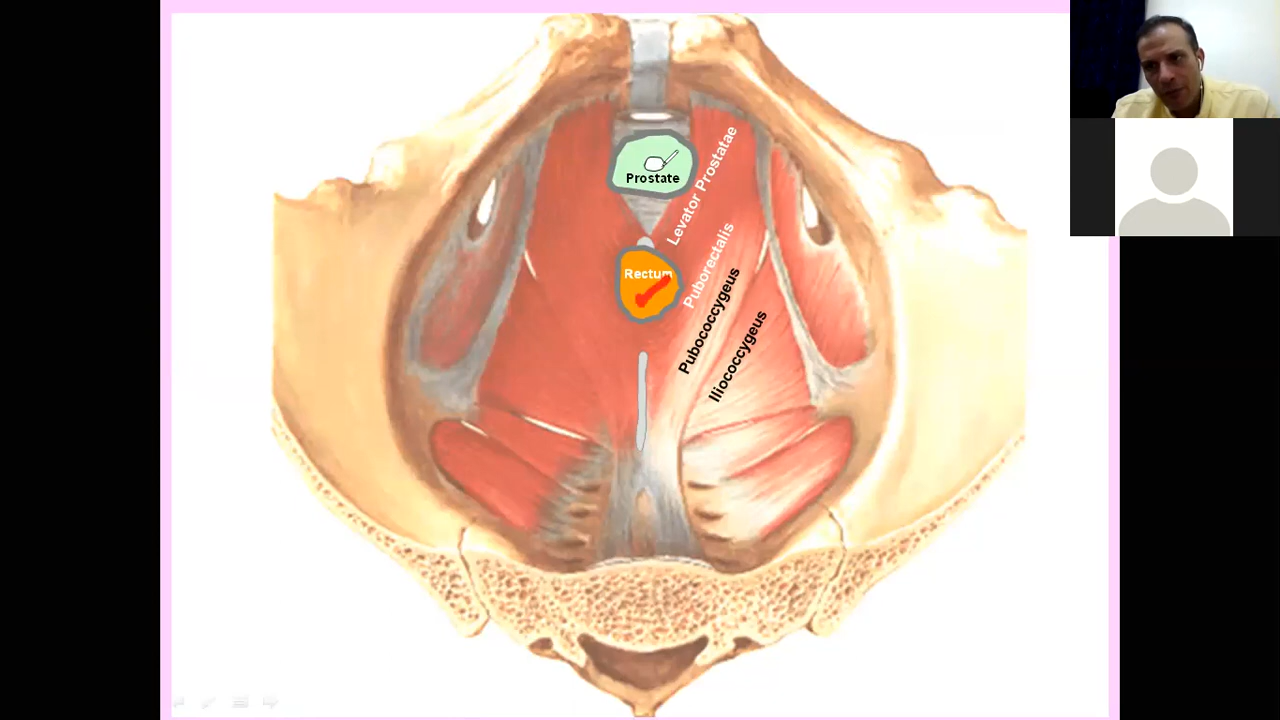 Prostate
Levator Prostatae
Rectum
Puborectalis
Pubococcygeus
Iliococcygeus